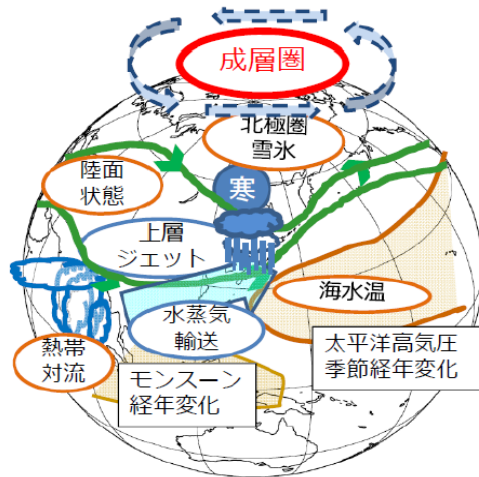 成層圏
北極圏
雪氷
陸面
状態
寒
上層
ジェット
海水温
水蒸気
輸送
熱帯
対流
太平洋高気圧
季節経年変化
モンスーン
経年変化